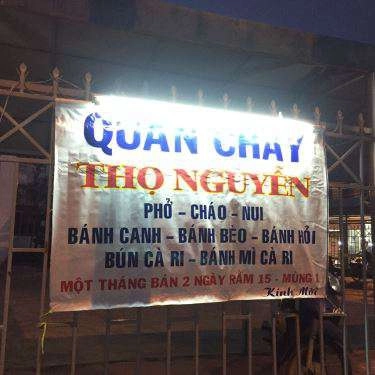 QUÁN CHAY
THỌ NGUYÊN
PHỞ - CHÁO - NUI
BÁNH CANH - BÁNH BÈO - BÁNH HỎI
BÚN CÀ RI - BÁNH MÌ CÀ RI
MỘT THÁNG BÁN 2 NGÀY RẰM 15 - MÙNG 1
Kính Mời